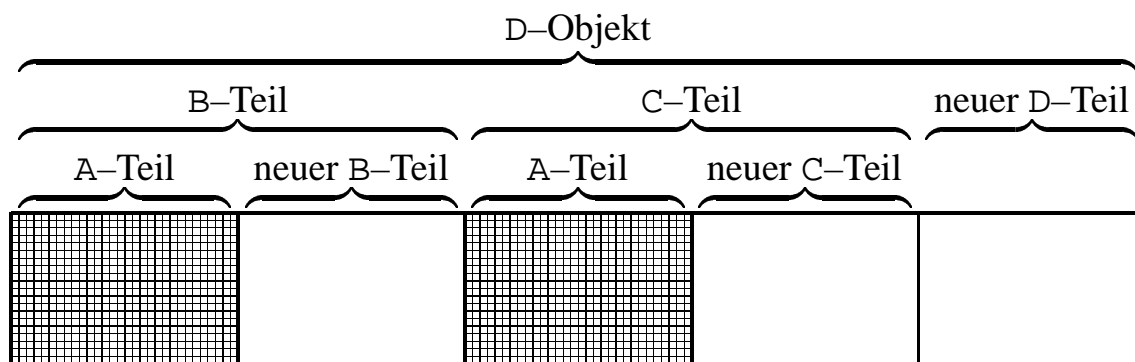 D–Objekt
B–Teil C–Teil neuer D–Teil
A–Teil neuer B–Teil A–Teil neuer C–Teil